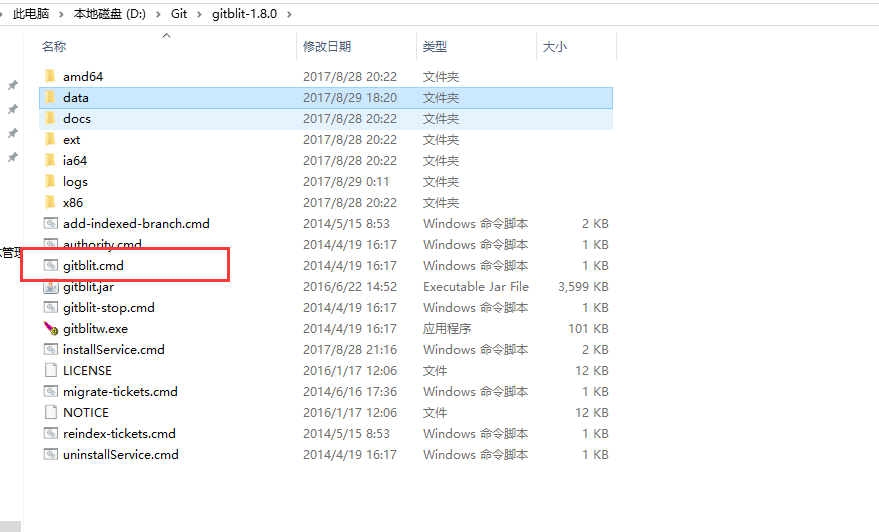 此电脑 > 本地磁盘 (D:) > Git > gitblit-1.8.0 >
名称 修改日期 类型 大小
amd64 2017/8/28 20:22 文件夹
data 2017/8/29 18:20 文件夹
docs 2017/8/28 20:22 文件夹
ext 2017/8/28 20:22 文件夹
ia64 2017/8/28 20:22 文件夹
logs 2017/8/29 0:11 文件夹
x86 2017/8/28 20:22 文件夹
add-indexed-branch.cmd 2014/5/15 8:53 Windows 命令脚本 2 KB
authority.cmd 2014/4/19 16:17 Windows 命令脚本 1 KB
管理
gitblit.cmd 2014/4/19 16:17 Windows 命令脚本 1 KB
gitblit.jar 2016/6/22 14:52 Executable Jar File 3,599 KB
gitblit-stop.cmd 2014/4/19 16:17 Windows 命令脚本 1 KB
gitblitw.exe 2014/4/19 16:17 应用程序 101 KB
installService.cmd 2017/8/28 21:16 Windows 命令脚本 2 KB
LICENSE 2016/1/17 12:06 文件 12 KB
migrate-tickets.cmd 2014/6/16 17:36 Windows 命令脚本 1 KB
NOTICE 2016/1/17 12:06 文件 12 KB
reindex-tickets.cmd 2014/5/15 8:53 Windows 命令脚本 1 KB
uninstallService.cmd 2014/4/19 16:17 Windows 命令脚本 1 KB